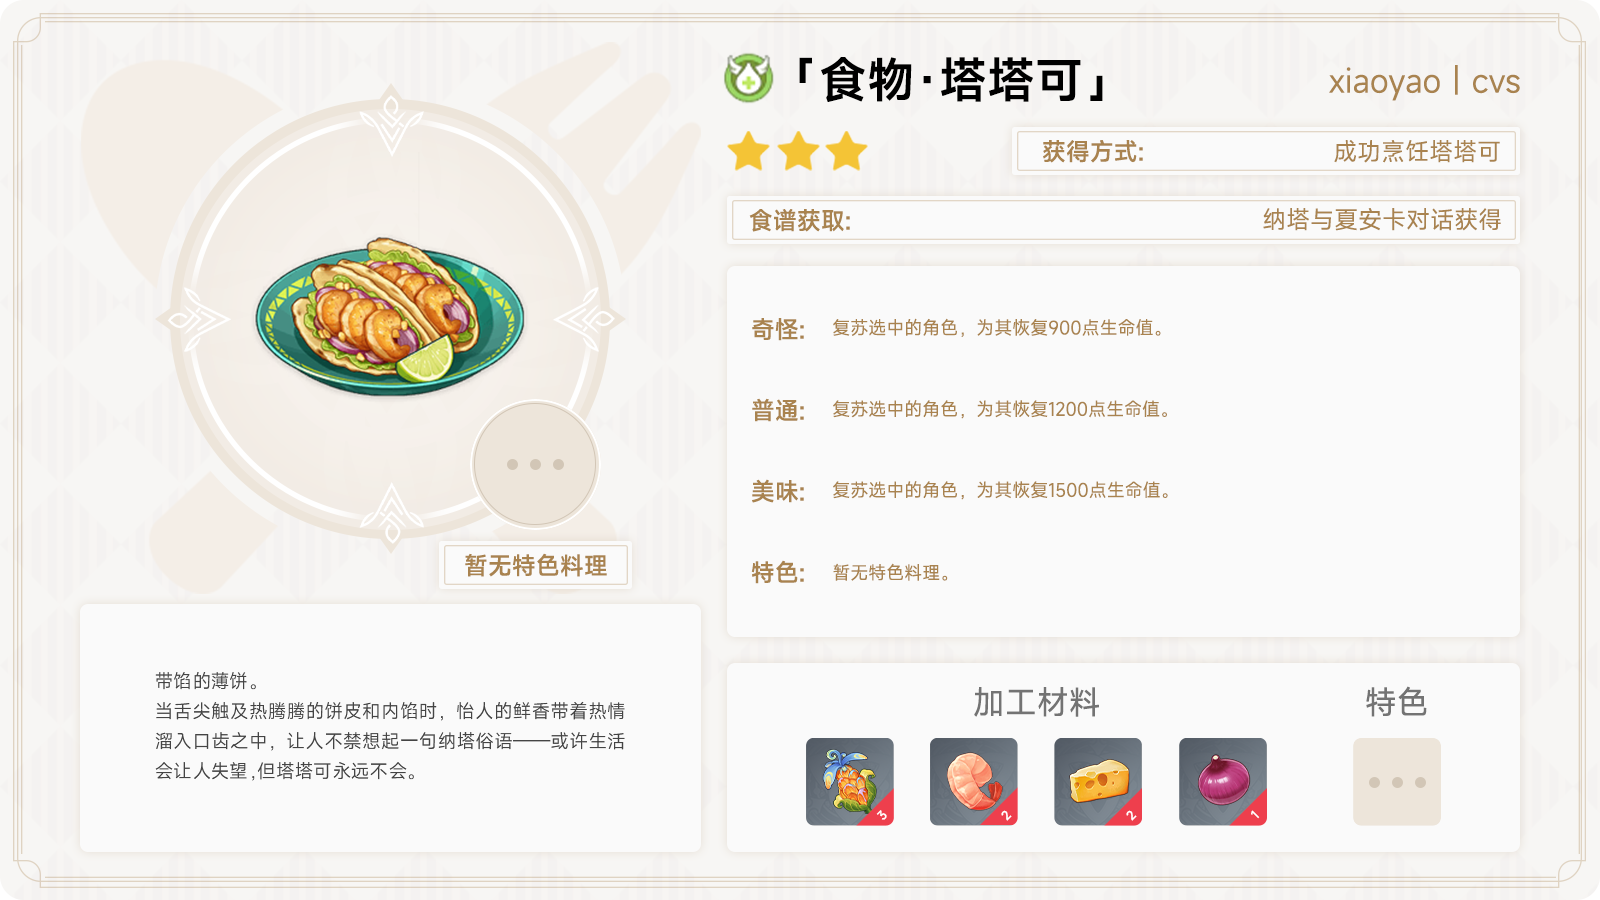 「食物·塔塔可」
xiaoyao | cvs
获得方式:
成功烹饪塔塔可
食谱获取:
纳塔与夏安卡对话获得
奇怪:
复苏选中的角色，为其恢复900点生命值。
普通:
复苏选中的角色，为其恢复1200点生命值。
美味:
复苏选中的角色，为其恢复1500点生命值。
特色:
暂无特色料理。
暂无特色料理
带馅的薄饼。
当舌尖触及热腾腾的饼皮和内馅时，怡人的鲜香带着热情
溜入口齿之中，让人不禁想起一句纳塔俗语——或许生活
会让人失望,但塔塔可永远不会。
加工材料
特色
3
2
2
1